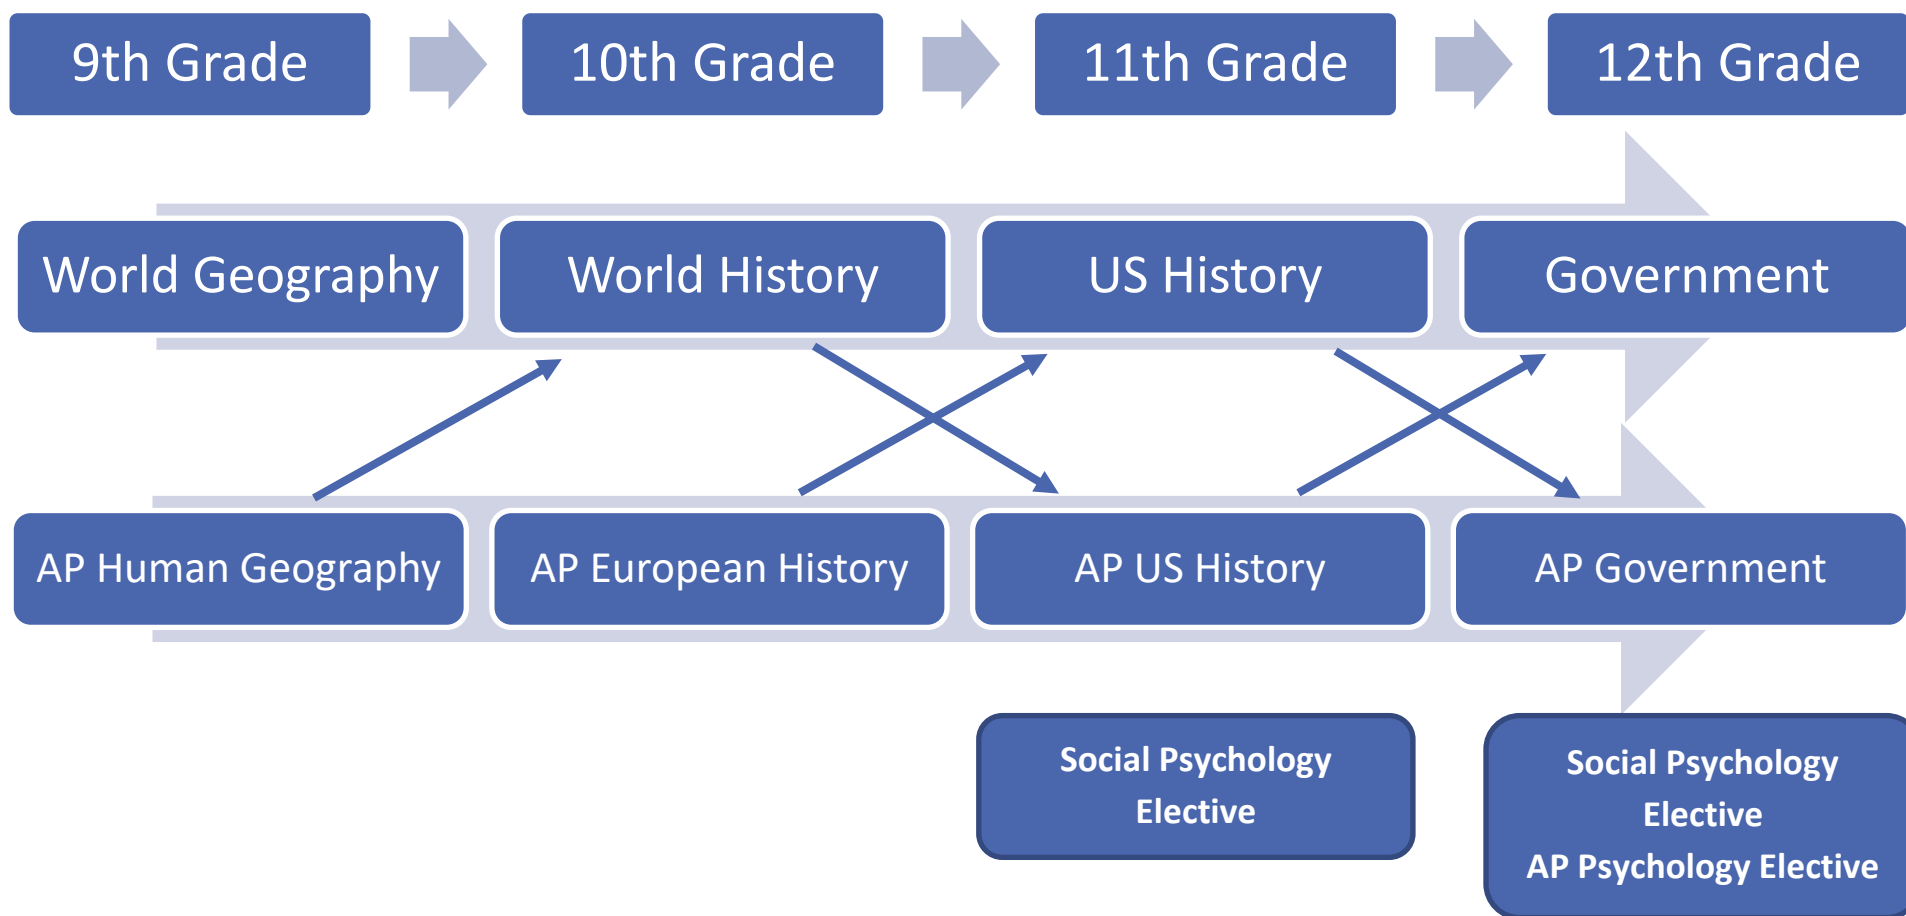 9th Grade
10th Grade
11th Grade
12th Grade
World Geography
World History
US History
Government
AP Human Geography
AP European History
AP US History
AP Government
Social Psychology
Elective
Social Psychology
Elective
AP Psychology Elective